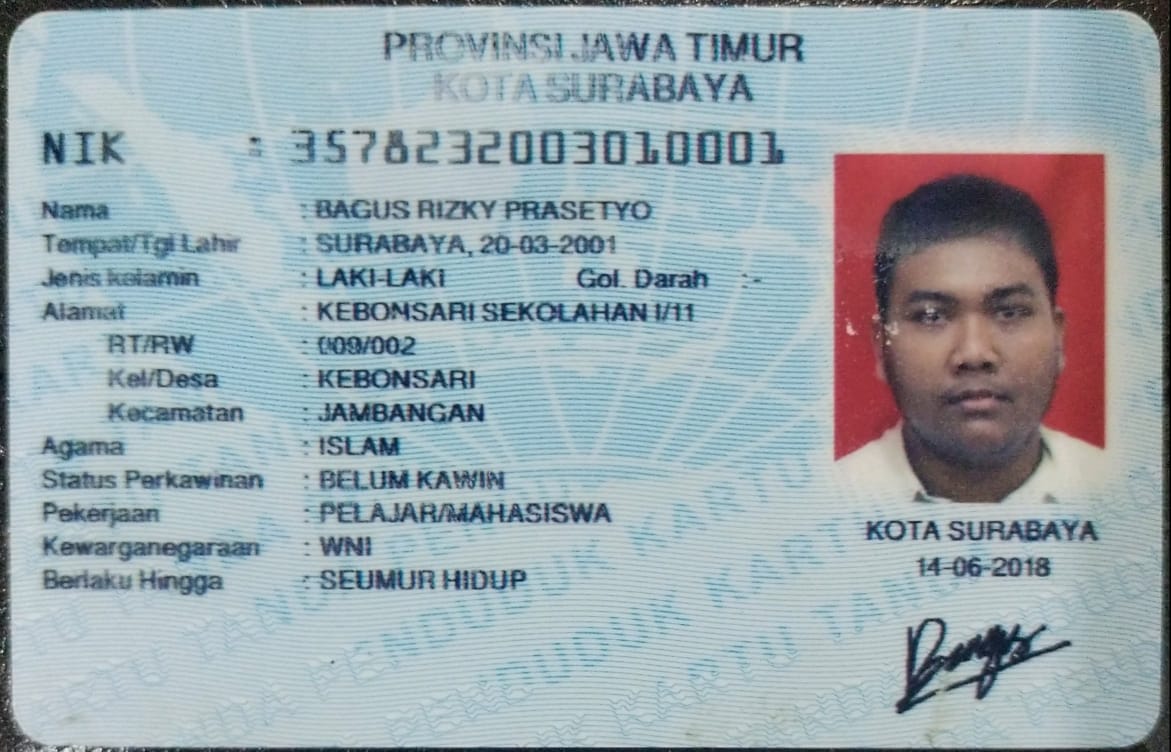 PROVINSI JAWA TIMUR
KOTA SURABAYA
NIK : 3578232003010001
Nama : BAGUS RIZKY PRASETYO
Tempat/Tgl Lahir : SURABAYA, 20-03-2001
Jenis kelamin : LAKI-LAKI Gol. Darah :-
Alamat : KEBONSARI SEKOLAHAN I/11
RT/RW : 009/002
Kel/Desa : KEBONSARI
Kecamatan : JAMBANGAN
Agama : ISLAM
Status Perkawinan : BELUM KAWIN
Pekerjaan : PELAJAR/MAHASISWA
Kewarganegaraan : WNI
Berlaku Hingga : SEUMUR HIDUP
KOTA SURABAYA
14-06-2018
Bagus